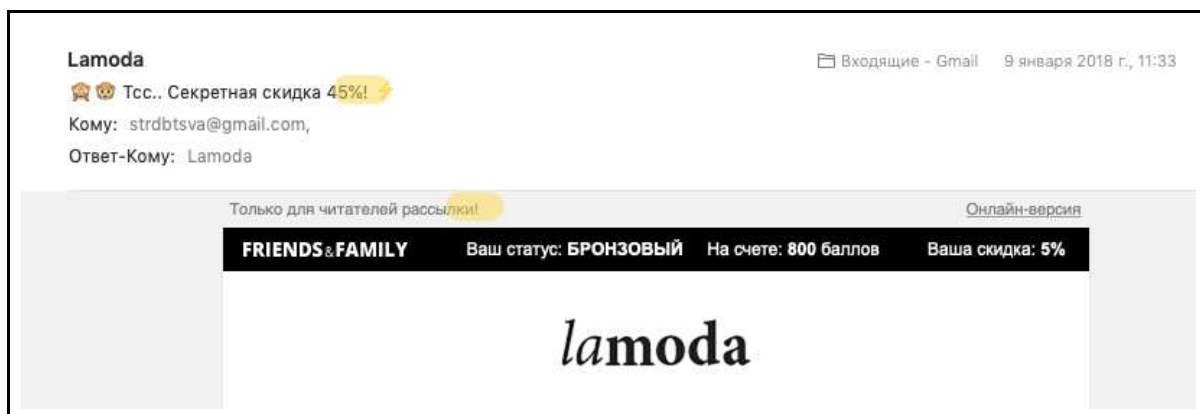 Lamoda
Входящие - Gmail 9 января 2018 г., 11:33
🙈🐵 Тсс.. Секретная скидка 45%! ⚡
Кому: strdbtsva@gmail.com,
Ответ-Кому: Lamoda
Только для читателей рассылки! Онлайн-версия
FRIENDS&FAMILY Ваш статус: БРОНЗОВЫЙ На счете: 800 баллов Ваша скидка: 5%
lamoda